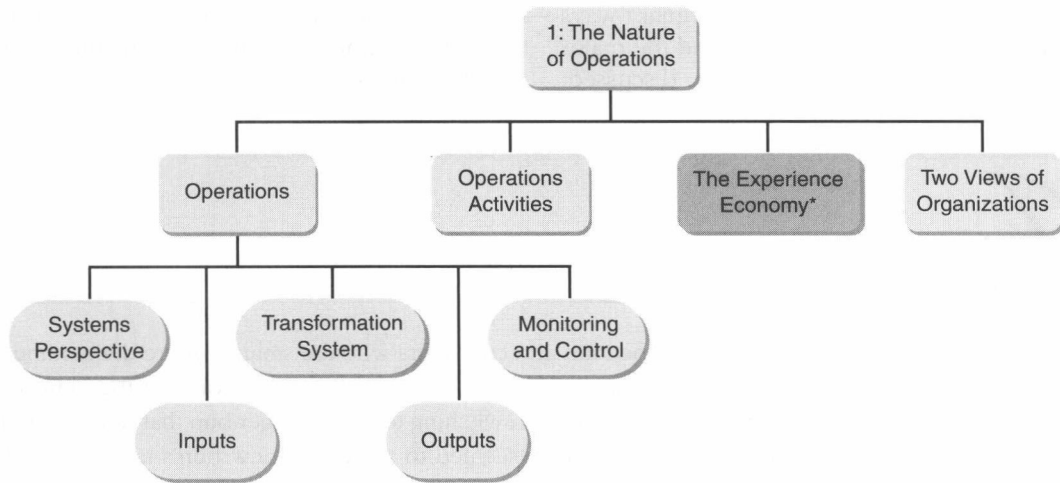 1: The Nature
of Operations
Operations
Operations
Activities
The Experience
Economy*
Two Views of
Organizations
Systems
Perspective
Transformation
System
Monitoring
and Control
Inputs
Outputs